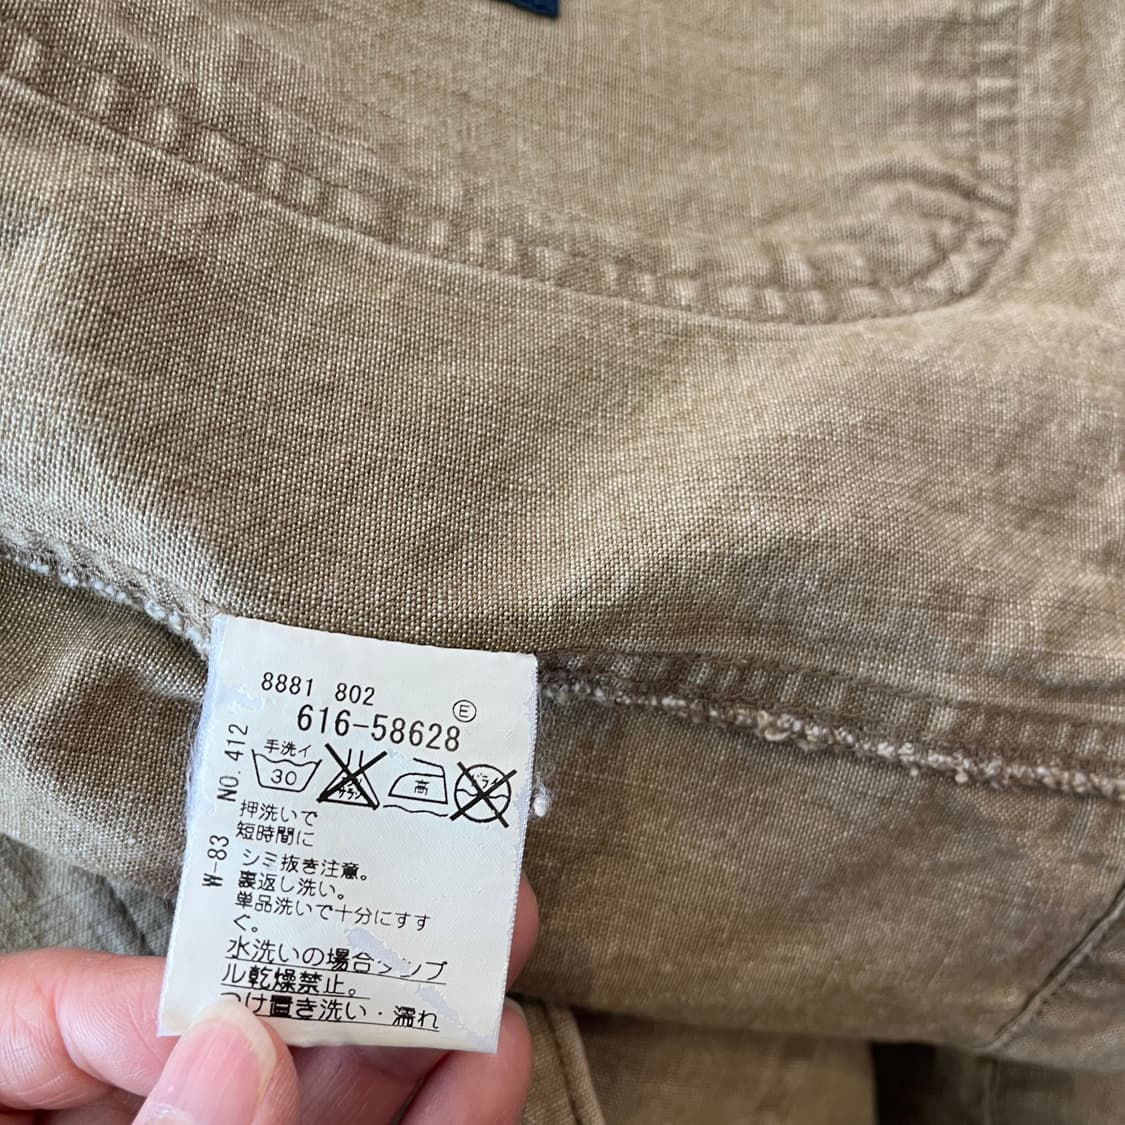 8881 802
Ⓔ
616-58628
NO. 412
W-83
手洗イ
30
高
押洗いで
短時間に
シミ抜き注意。
裏返し洗い。
単品洗いで十分にすす
ぐ。
水洗いの場合タンブ
ル乾燥禁止。
つけ置き洗い・濡れ